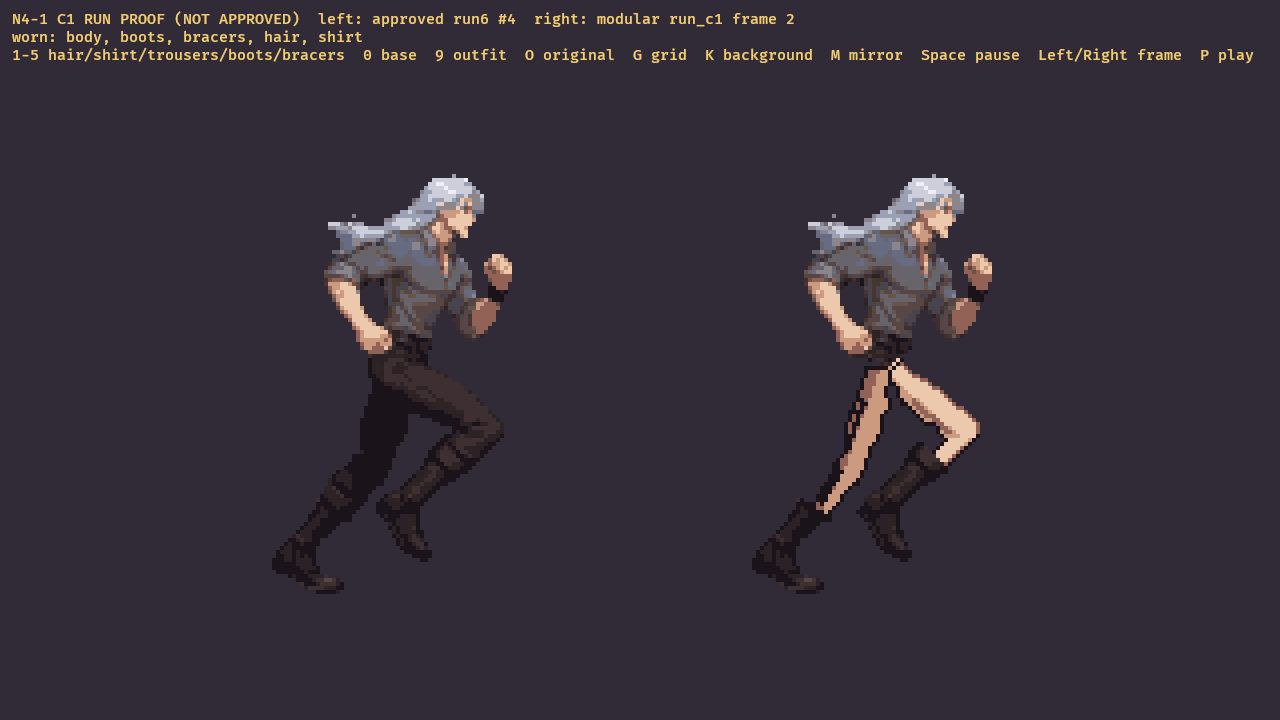 N4-1 C1 RUN PROOF (NOT APPROVED)  left: approved run6 #4  right: modular run_c1 frame 2
worn: body, boots, bracers, hair, shirt
1-5 hair/shirt/trousers/boots/bracers  0 base  9 outfit  O original  G grid  K background  M mirror  Space pause  Left/Right frame  P play